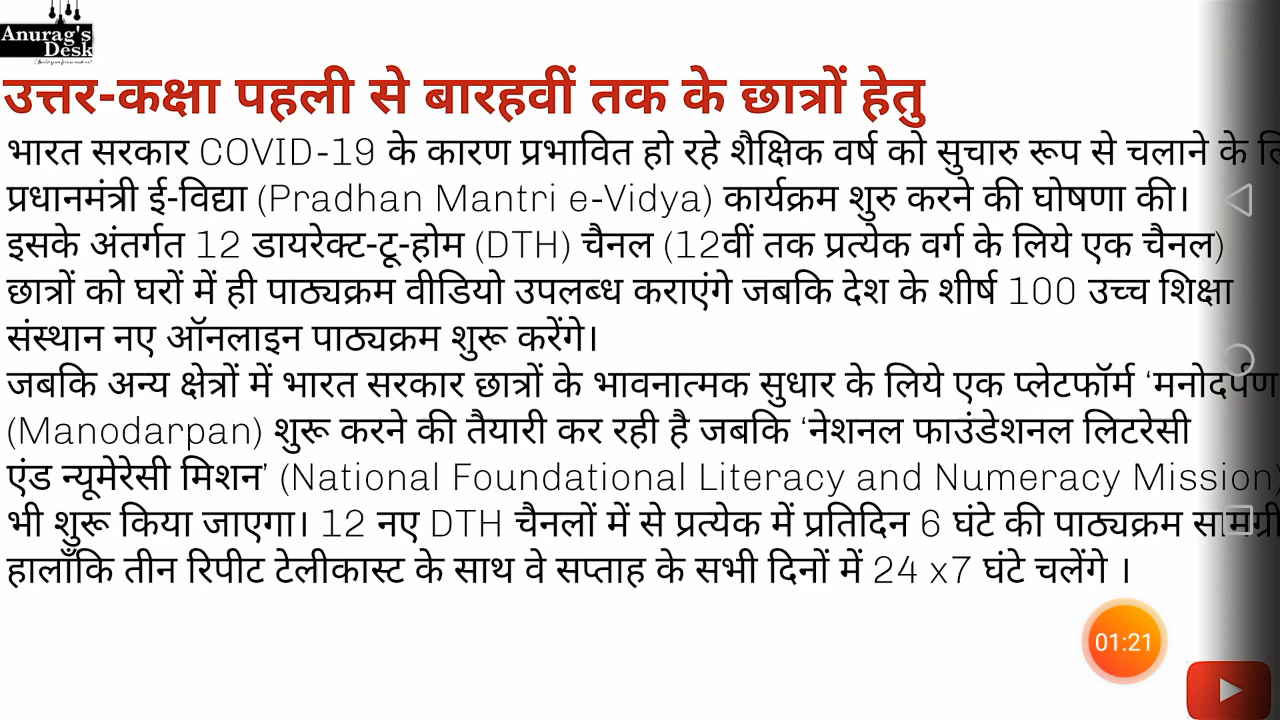 Anurag's
Desk
उत्तर-कक्षा पहली से बारहवीं तक के छात्रों हेतु
भारत सरकार COVID-19 के कारण प्रभावित हो रहे शैक्षिक वर्ष को सुचारु रूप से चलाने के
प्रधानमंत्री ई-विद्या (Pradhan Mantri e-Vidya) कार्यक्रम शुरु करने की घोषणा की।
इसके अंतर्गत 12 डायरेक्ट-टू-होम (DTH) चैनल (12वीं तक प्रत्येक वर्ग के लिये एक चैनल)
छात्रों को घरों में ही पाठ्यक्रम वीडियो उपलब्ध कराएंगे जबकि देश के शीर्ष 100 उच्च शिक्षा
संस्थान नए ऑनलाइन पाठ्यक्रम शुरू करेंगे।
जबकि अन्य क्षेत्रों में भारत सरकार छात्रों के भावनात्मक सुधार के लिये एक प्लेटफॉर्म ‘मनोदर्पण
(Manodarpan) शुरू करने की तैयारी कर रही है जबकि ‘नेशनल फाउंडेशनल लिटरेसी
एंड न्यूमेरेसी मिशन’ (National Foundational Literacy and Numeracy Mission)
भी शुरू किया जाएगा। 12 नए DTH चैनलों में से प्रत्येक में प्रतिदिन 6 घंटे की पाठ्यक्रम सामग्री
हालाँकि तीन रिपीट टेलीकास्ट के साथ वे सप्ताह के सभी दिनों में 24 x7 घंटे चलेंगे ।
01:21